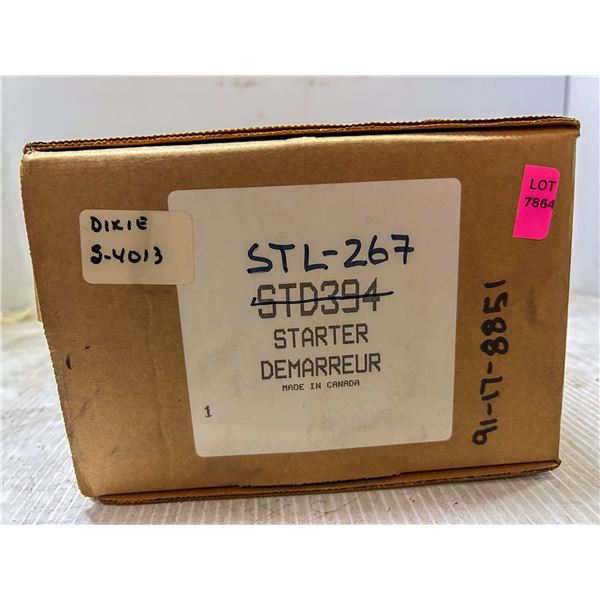 DIXIE
S-4013
STL-267
STD394
STARTER
DEMARREUR
MADE IN CANADA
1
LOT
7864
91-17-8851